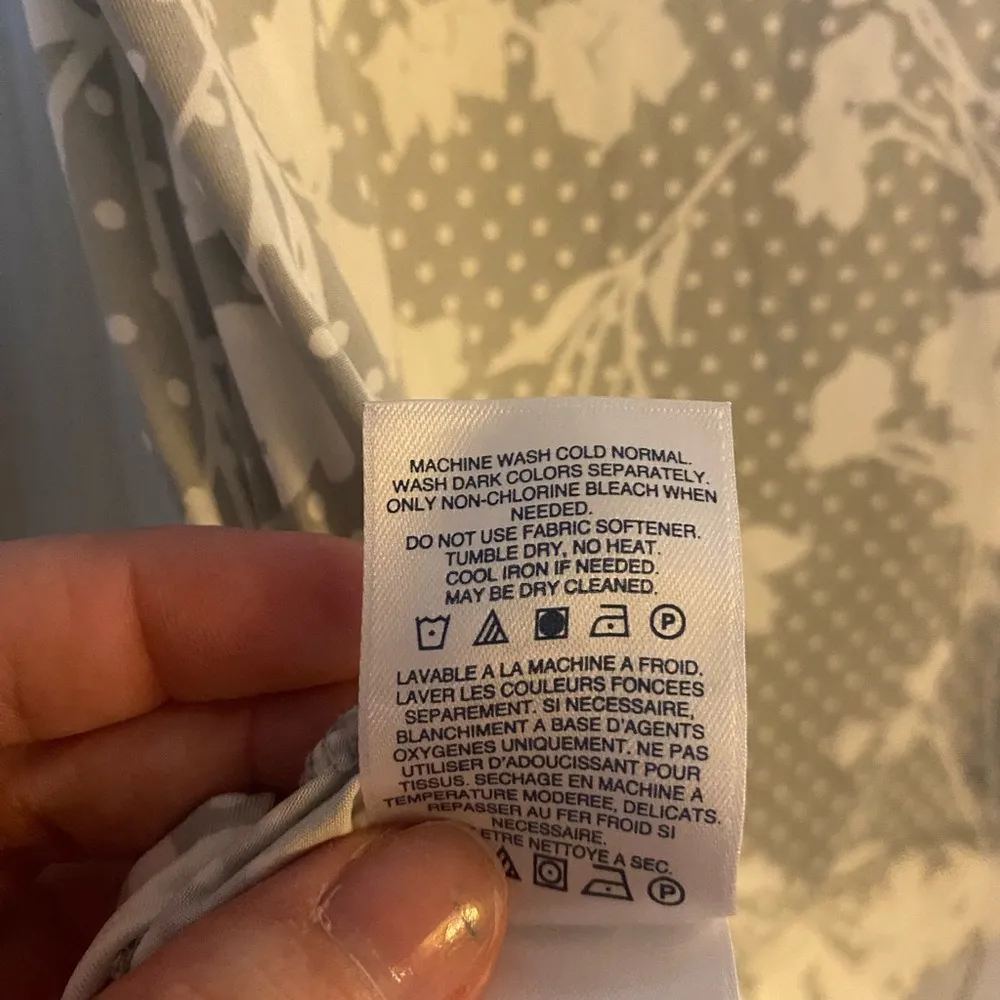 MACHINE WASH COLD NORMAL.
WASH DARK COLORS SEPARATELY.
ONLY NON-CHLORINE BLEACH WHEN
NEEDED.
DO NOT USE FABRIC SOFTENER.
TUMBLE DRY, NO HEAT.
COOL IRON IF NEEDED.
MAY BE DRY CLEANED.
P
LAVABLE A LA MACHINE A FROID.
LAVER LES COULEURS FONCEES
SEPAREMENT. SI NECESSAIRE,
BLANCHIMENT A BASE D'AGENTS
OXYGENES UNIQUEMENT. NE PAS
UTILISER D'ADOUCISSANT POUR
TISSUS. SECHAGE EN MACHINE A
TEMPERATURE MODEREE, DELICATS.
REPASSER AU FER FROID SI
NECESSAIRE.
ETRE NETTOYE A SEC.
P